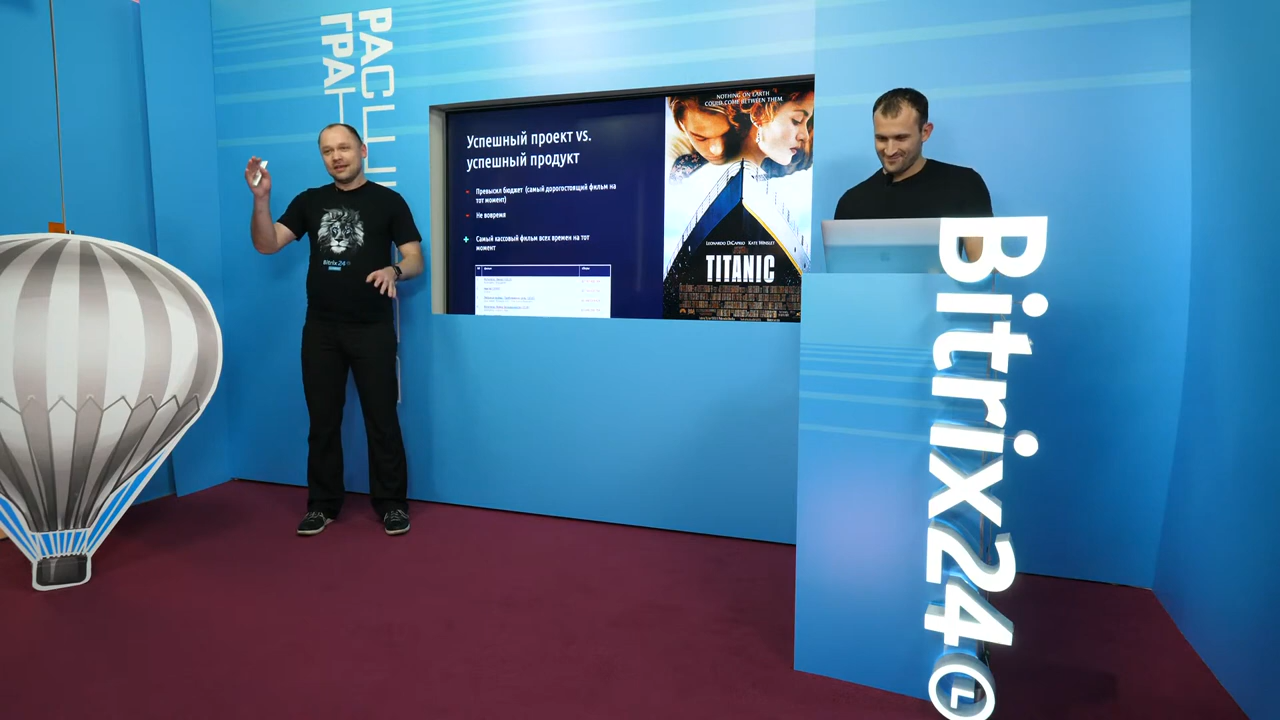 РАСШ
ГРАН
Успешный проект vs.
успешный продукт
- Превысил бюджет (самый дорогостоящий фильм на
тот момент)
- Не вовремя
+ Самый кассовый фильм всех времен на тот
момент
NOTHING ON EARTH
COULD COME BETWEEN THEM
LEONARDO DICAPRIO KATE WINSLET
TITANIC
Bitrix 24
Bitrix24